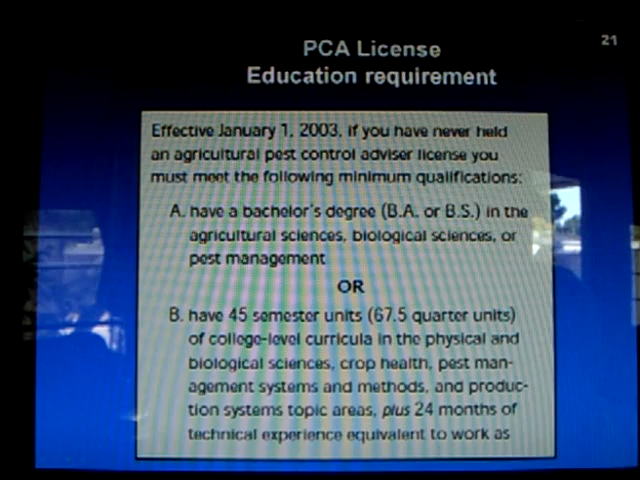 21
PCA License
Education requirement
Effective January 1, 2003, if you have never held
an agricultural pest control adviser license you
must meet the following minimum qualifications:
A. have a bachelor's degree (B.A. or B.S.) in the
agricultural sciences, biological sciences, or
pest management
OR
B. have 45 semester units (67.5 quarter units)
of college-level curricula in the physical and
biological sciences, crop health, pest man-
agement systems and methods, and produc-
tion systems topic areas, plus 24 months of
technical experience equivalent to work as